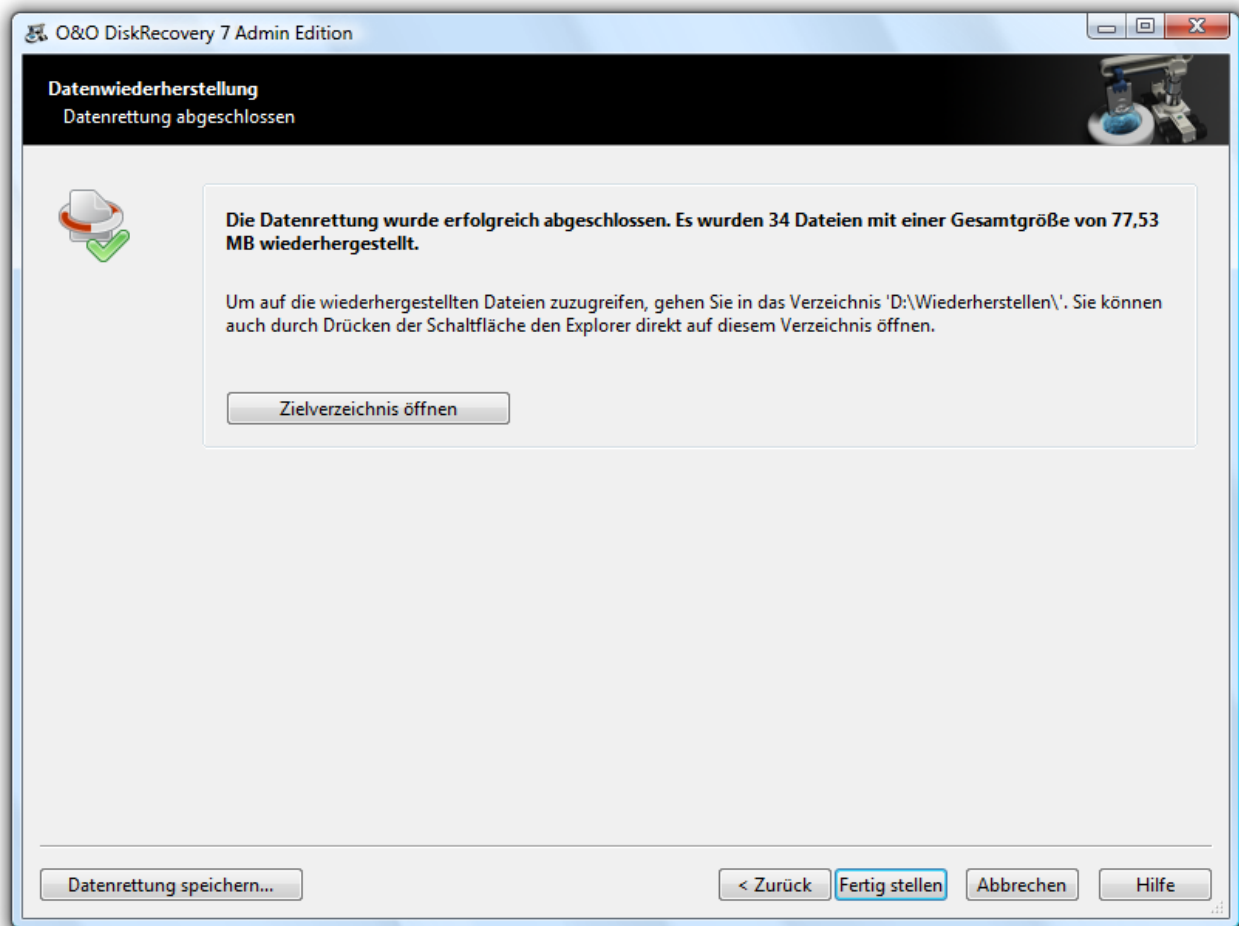 O&O DiskRecovery 7 Admin Edition
Datenwiederherstellung
Datenrettung abgeschlossen
Die Datenrettung wurde erfolgreich abgeschlossen. Es wurden 34 Dateien mit einer Gesamtgröße von 77,53
MB wiederhergestellt.
Um auf die wiederhergestellten Dateien zuzugreifen, gehen Sie in das Verzeichnis 'D:\Wiederherstellen\'. Sie können
auch durch Drücken der Schaltfläche den Explorer direkt auf diesem Verzeichnis öffnen.
Zielverzeichnis öffnen
Datenrettung speichern... < Zurück Fertig stellen Abbrechen Hilfe